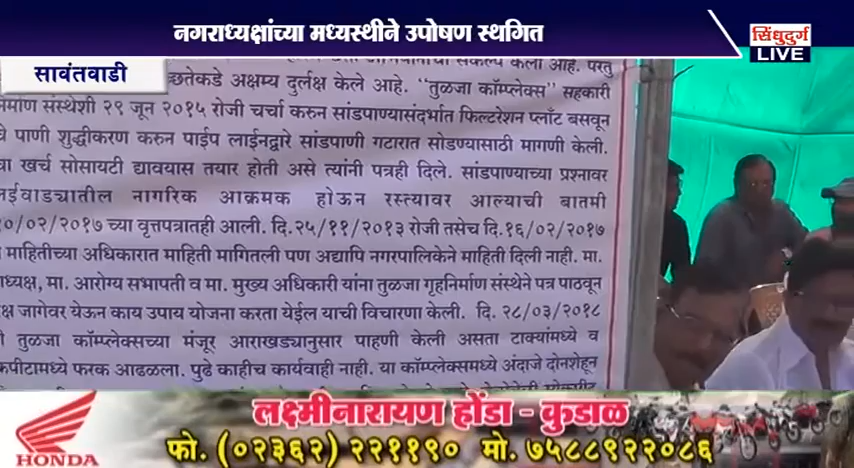 नगराध्यक्षांच्या मध्यस्थीने उपोषण स्थगित
सिंधुदुर्ग
LIVE
सावंतवाडी
संकल्प केला आहे. परंतु
अक्षम्य दुर्लक्ष केले आहे. "तुळजा कॉम्प्लेक्स" सहकारी
संस्थेशी २९ जून २०१५ रोजी चर्चा करुन सांडपाण्यासंदर्भात फिल्टरेशन प्लाँट बसवून
पाणी शुद्धीकरण करुन पाईप लाईनद्वारे सांडपाणी गटारात सोडण्यासाठी मागणी केली.
खर्च सोसायटी द्यावयास तयार होती असे त्यांनी पत्रही दिले. सांडपाण्याच्या प्रश्नावर
नागरिक आक्रमक होऊन रस्त्यावर आल्याची बातमी
०/०२/२०१७ च्या वृत्तपत्रातही आली. दि.२५/११/२०१३ रोजी तसेच दि.१६/०२/२०१७
माहितीच्या अधिकारात माहिती मागितली पण अद्यापि नगरपालिकेने माहिती दिली नाही. मा.
मा. आरोग्य सभापती व मा. मुख्य अधिकारी यांना तुळजा गृहनिर्माण संस्थेने पत्र पाठवून
जागेवर येऊन काय उपाय योजना करता येईल याची विचारणा केली. दि. २८/०३/२०१८
तुळजा कॉम्प्लेक्सच्या मंजूर आराखड्यानुसार पाहणी केली असता टाक्यांमध्ये व
फरक आढळला. पुढे काहीच कार्यवाही नाही. या कॉम्प्लेक्समध्ये अंदाजे दोनशेहून
HONDA
लक्ष्मीनारायण होंडा - कुडाळ
फो. (०२३६२) २२११९० मो. ७५८८९२२०८६